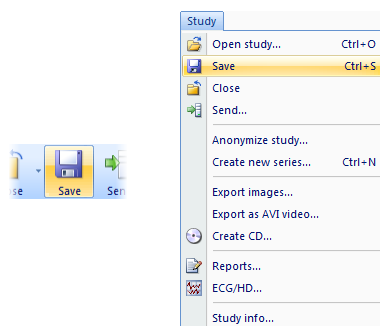 Study
Open study... Ctrl+O
Save Ctrl+S
Close
Send...
Anonymize study...
Create new series... Ctrl+N
Export images...
Export as AVI video...
Create CD...
Reports...
ECG/HD...
Study info...
ose Save Sen